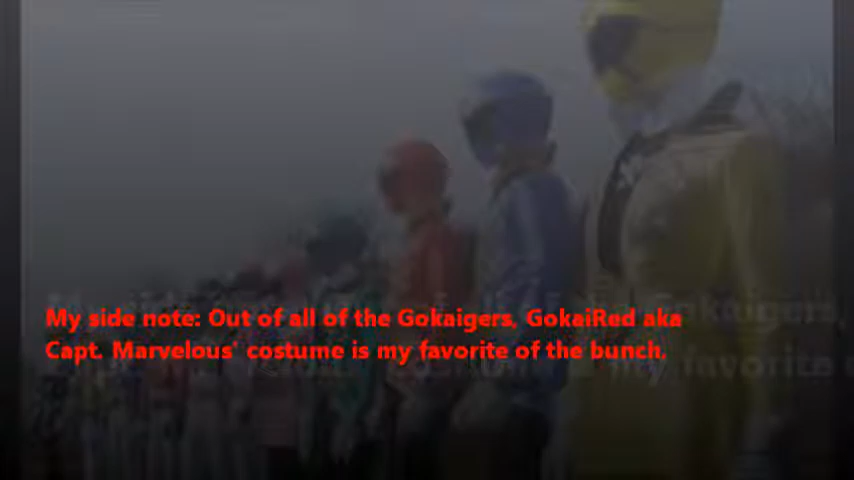 My side note: Out of all of the Gokaigers, GokaiRed aka
Capt. Marvelous' costume is my favorite of the bunch.